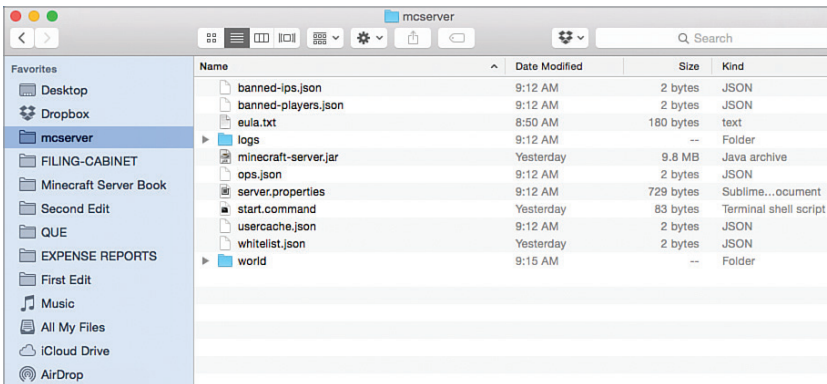 mcserver
Search
Favorites
Desktop
Dropbox
mcserver
FILING-CABINET
Minecraft Server Book
Second Edit
QUE
EXPENSE REPORTS
First Edit
Music
All My Files
iCloud Drive
AirDrop
Name Date Modified Size Kind
banned-ips.json 9:12 AM 2 bytes JSON
banned-players.json 9:12 AM 2 bytes JSON
eula.txt 8:50 AM 180 bytes text
logs 9:12 AM -- Folder
minecraft-server.jar Yesterday 9.8 MB Java archive
ops.json 9:12 AM 2 bytes JSON
server.properties 9:12 AM 729 bytes Sublime...ocument
start.command Yesterday 83 bytes Terminal shell script
usercache.json 9:12 AM 2 bytes JSON
whitelist.json Yesterday 2 bytes JSON
world 9:15 AM -- Folder